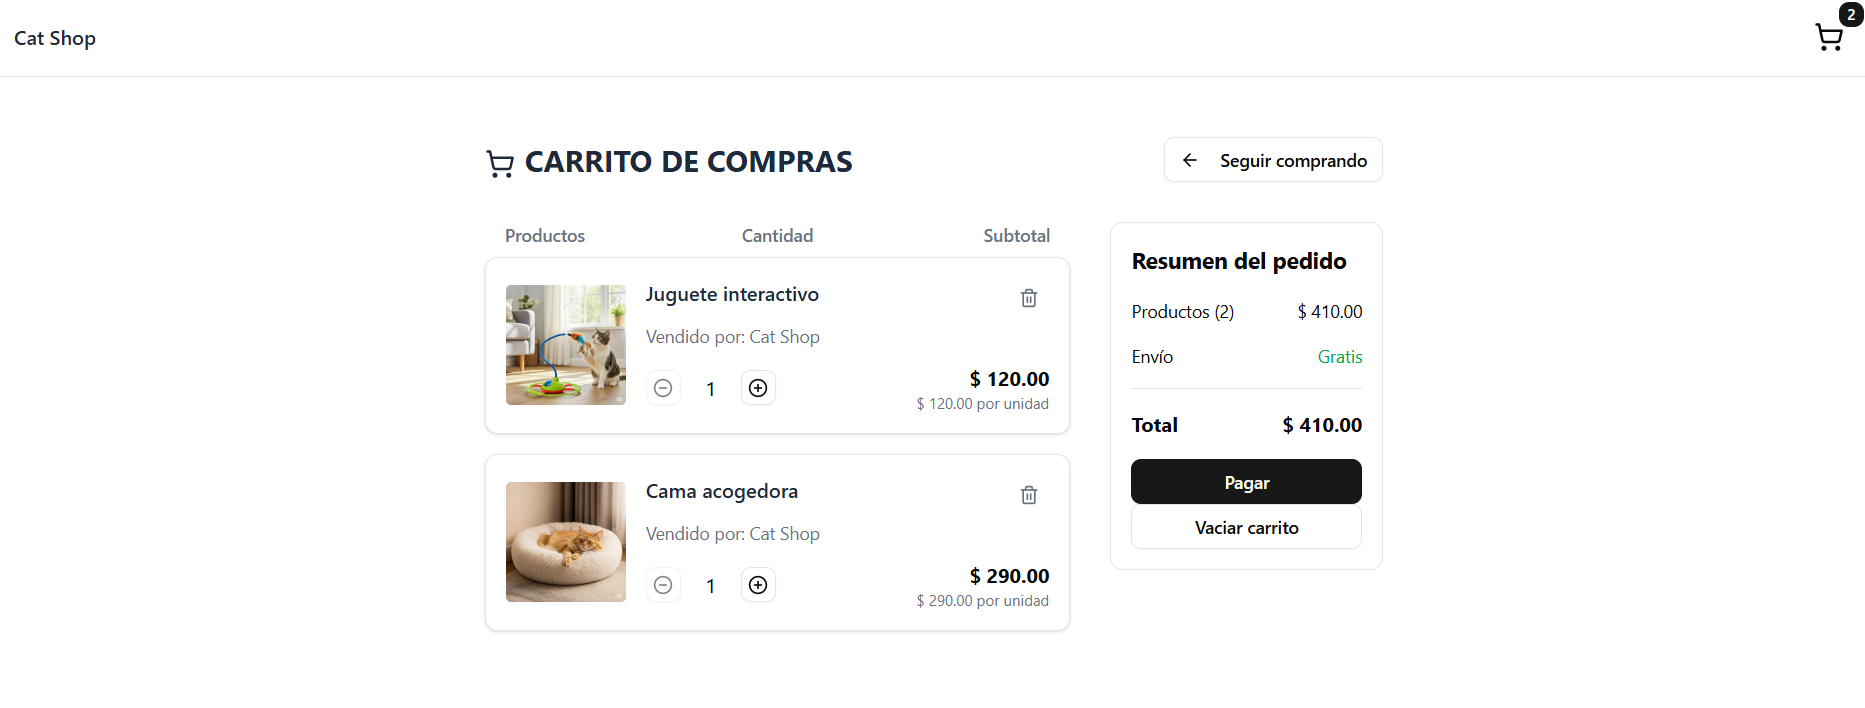 Cat Shop
2
CARRITO DE COMPRAS
Seguir comprando
Productos Cantidad Subtotal
Juguete interactivo
Vendido por: Cat Shop
1
$ 120.00
$ 120.00 por unidad
Cama acogedora
Vendido por: Cat Shop
1
$ 290.00
$ 290.00 por unidad
Resumen del pedido
Productos (2) $ 410.00
Envío Gratis
Total $ 410.00
Pagar
Vaciar carrito